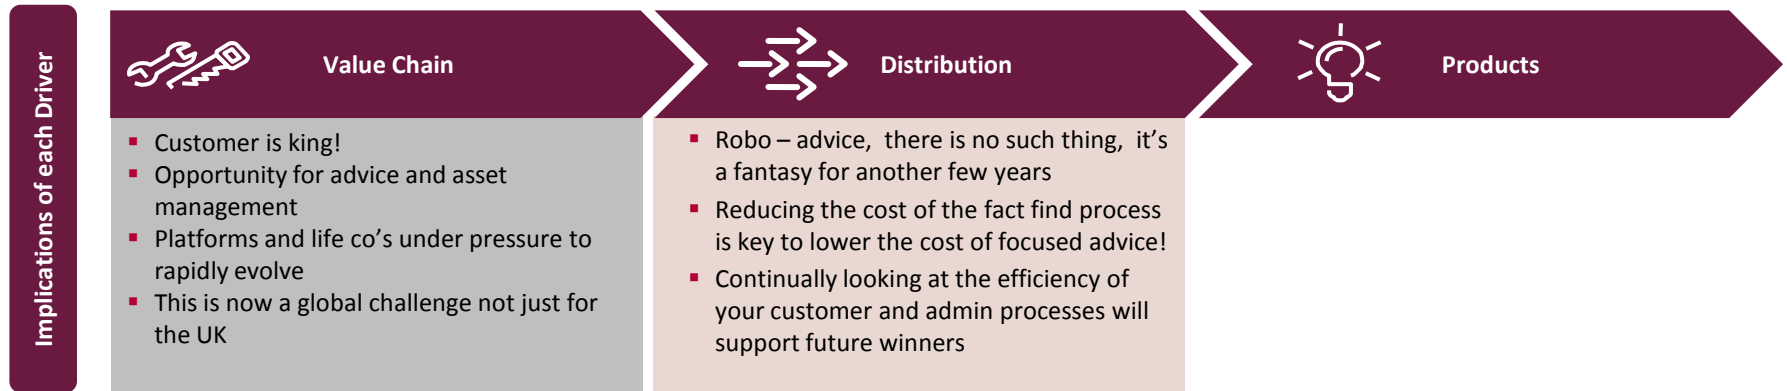 Implications of each Driver
Value Chain
Distribution
Products
▪ Customer is king!
▪ Opportunity for advice and asset
management
▪ Platforms and life co’s under pressure to
rapidly evolve
▪ This is now a global challenge not just for
the UK
▪ Robo – advice,  there is no such thing,  it’s
a fantasy for another few years
▪ Reducing the cost of the fact find process
is key to lower the cost of focused advice!
▪ Continually looking at the efficiency of
your customer and admin processes will
support future winners